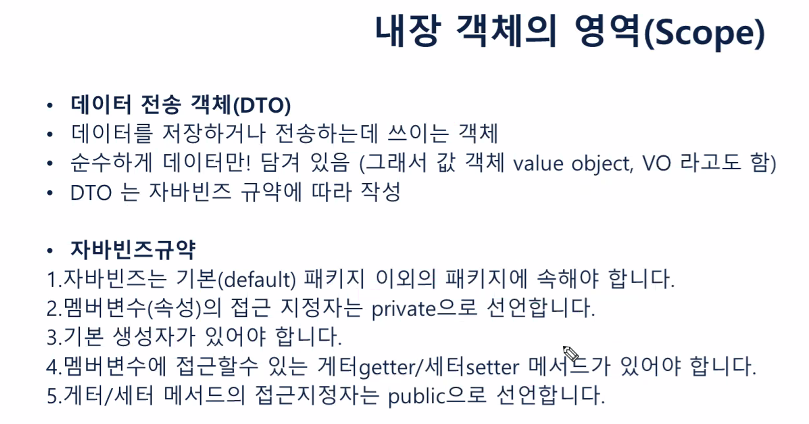 내장 객체의 영역(Scope)
• 데이터 전송 객체(DTO)
• 데이터를 저장하거나 전송하는데 쓰이는 객체
• 순수하게 데이터만! 담겨 있음 (그래서 값 객체 value object, VO 라고도 함)
• DTO 는 자바빈즈 규약에 따라 작성
• 자바빈즈규약
1.자바빈즈는 기본(default) 패키지 이외의 패키지에 속해야 합니다.
2.멤버변수(속성)의 접근 지정자는 private으로 선언합니다.
3.기본 생성자가 있어야 합니다.
4.멤버변수에 접근할수 있는 게터getter/세터setter 메서드가 있어야 합니다.
5.게터/세터 메서드의 접근지정자는 public으로 선언합니다.